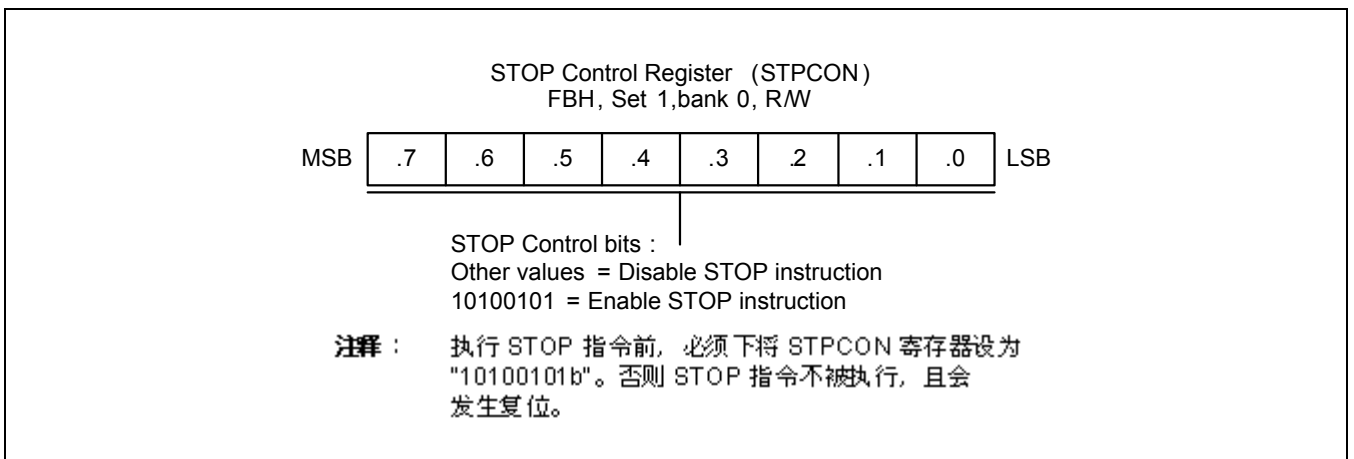 STOP Control Register (STPCON)
FBH, Set 1,bank 0, R/W
MSB .7 .6 .5 .4 .3 .2 .1 .0 LSB
STOP Control bits :
Other values = Disable STOP instruction
10100101 = Enable STOP instruction
注释： 执行 STOP 指令前, 必须下将 STPCON 寄存器设为
"10100101b"。否则 STOP 指令不被执行, 且会
发生复位。